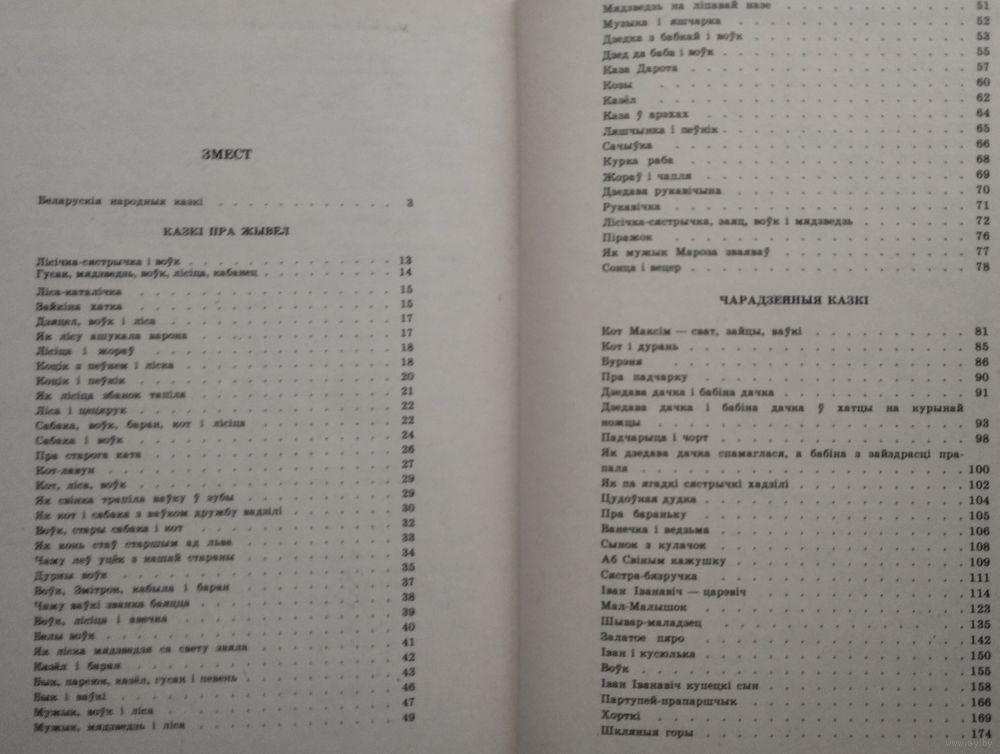 ЗМЕСТ
Беларускія народныя казкі . . . 3
КАЗКІ ПРА ЖЫВЕЛ
Лісічка-сястрычка і воўк . . . 13
Гусак, мядзведзь, воўк, лісіца, кабанец . . . 14
Ліса-каталічка . . . 15
Зайкіна хатка . . . 15
Дзяцел, воўк і ліса . . . 17
Як лісу ашукала варона . . . 17
Лісіца і жораў . . . 18
Коцік з пеўнем і ліска . . . 18
Коцік і пеўнік . . . 20
Як лісіца збанок тапіла . . . 21
Ліса і цецярук . . . 22
Сабака, воўк, баран, кот і лісіца . . . 22
Сабака і воўк . . . 24
Пра старога ката . . . 26
Кот-лавун . . . 27
Кот, ліса, воўк . . . 29
Як свінка трапіла ваўку ў зубы . . . 29
Як кот і сабака з ваўком дружбу вадзілі . . . 30
Воўк, стары сабака і кот . . . 32
Як конь стаў старшым ад льва . . . 33
Чаму леў уцёк з нашай стараны . . . 34
Дурны воўк . . . 35
Воўк, Змітрок, кабыла і баран . . . 37
Чаму ваўкі званка баяцца . . . 38
Воўк, лісіца і авечка . . . 39
Белы воўк . . . 40
Як ліска мядзведзя са свету звяла . . . 41
Казёл і баран . . . 42
Бык, парсюк, казёл, гусак і певень . . . 43
Бык і ваўкі . . . 46
Мужык, воўк і ліса . . . 47
Мужык, мядзведзь і ліса . . . 49
Мядзведзь на ліпавай назе . . . 51
Музыка і яшчарка . . . 52
Дзедка з бабкай і воўк . . . 53
Дзед да баба і воўк . . . 55
Каза Дарота . . . 57
Козы . . . 60
Казёл . . . 62
Каза ў арэхах . . . 64
Ляшчынка і пеўнік . . . 65
Сачыўка . . . 66
Курка раба . . . 68
Жораў і чапля . . . 69
Дзедава рукавічына . . . 70
Рукавічка . . . 71
Лісічка-сястрычка, заяц, воўк і мядзведзь . . . 72
Піражок . . . 76
Як мужык Мароза зваяваў . . . 77
Сонца і вецер . . . 78
ЧАРАДЗЕЙНЫЯ КАЗКІ
Кот Максім — сват, зайцы, ваўкі . . . 81
Кот і дурань . . . 85
Бурэня . . . 86
Пра падчарку . . . 90
Дзедава дачка і бабіна дачка . . . 91
Дзедава дачка і бабіна дачка ў хатцы на курынай
ножцы . . . 93
Падчарыца і чорт . . . 98
Як дзедава дачка спамаглася, а бабіна з зайздрасці пра-
пала . . . 100
Як па ягадкі сястрычкі хадзілі . . . 102
Цудоўная дудка . . . 104
Пра бараньку . . . 105
Ванечка і ведзьма . . . 106
Сынок з кулачок . . . 108
Аб Свіным кажушку . . . 109
Сястра-бязручка . . . 111
Іван Іванавіч — царэвіч . . . 114
Мал-Малышок . . . 123
Шывар-маладзец . . . 135
Залатое пяро . . . 142
Іван і кусюлька . . . 150
Воўк . . . 155
Іван Іванавіч купецкі сын . . . 158
Партупей-прапаршчык . . . 166
Хорткі . . . 169
Шкляныя горы . . . 174